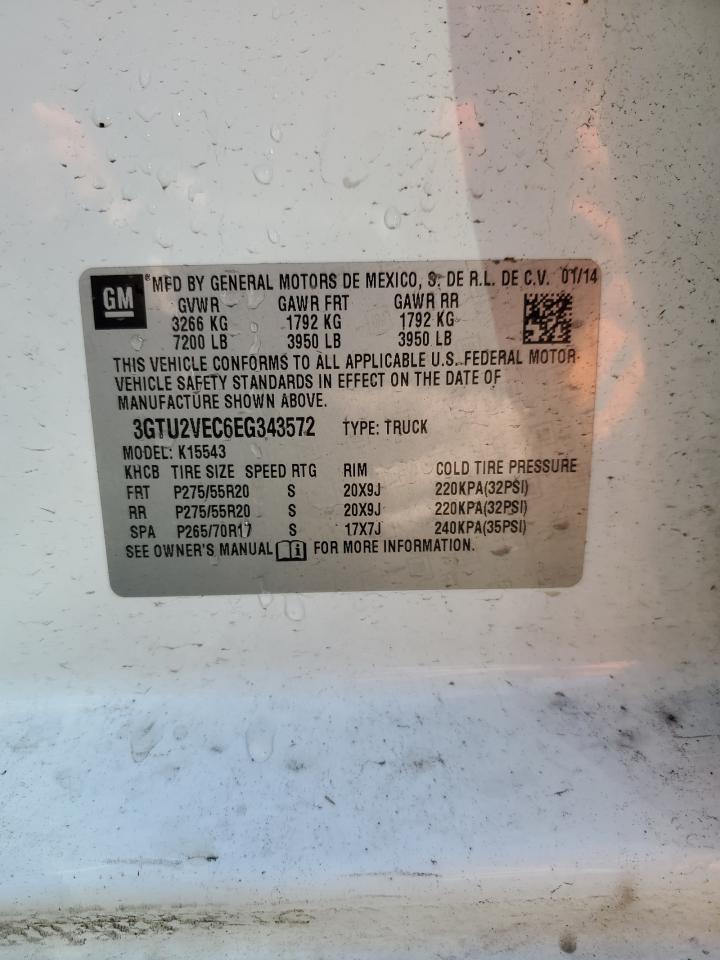 GM ® MFD BY GENERAL MOTORS DE MEXICO, S. DE R.L. DE C.V. 01/14
GVWR GAWR FRT GAWR RR
3266 KG 1792 KG 1792 KG
7200 LB 3950 LB 3950 LB
THIS VEHICLE CONFORMS TO ALL APPLICABLE U.S. FEDERAL MOTOR
VEHICLE SAFETY STANDARDS IN EFFECT ON THE DATE OF
MANUFACTURE SHOWN ABOVE.
3GTU2VEC6EG343572 TYPE: TRUCK
MODEL: K15543
KHCB TIRE SIZE SPEED RTG RIM COLD TIRE PRESSURE
FRT P275/55R20 S 20X9J 220KPA(32PSI)
RR P275/55R20 S 20X9J 220KPA(32PSI)
SPA P265/70R17 S 17X7J 240KPA(35PSI)
SEE OWNER'S MANUAL FOR MORE INFORMATION.